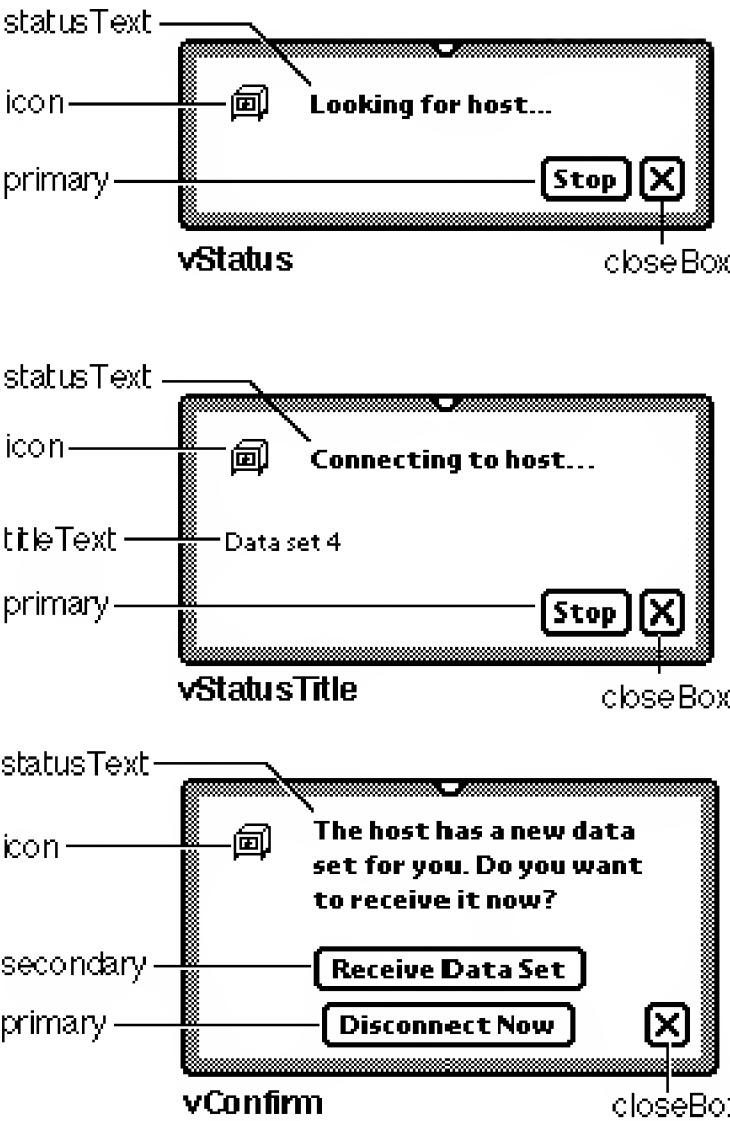 statusText
icon
Looking for host...
primary
Stop
vStatus
closeBox
statusText
icon
Connecting to host...
titleText
Data set 4
primary
Stop
vStatusTitle
closeBox
statusText
The host has a new data
set for you. Do you want
to receive it now?
icon
secondary
Receive Data Set
primary
Disconnect Now
vConfirm
closeBo